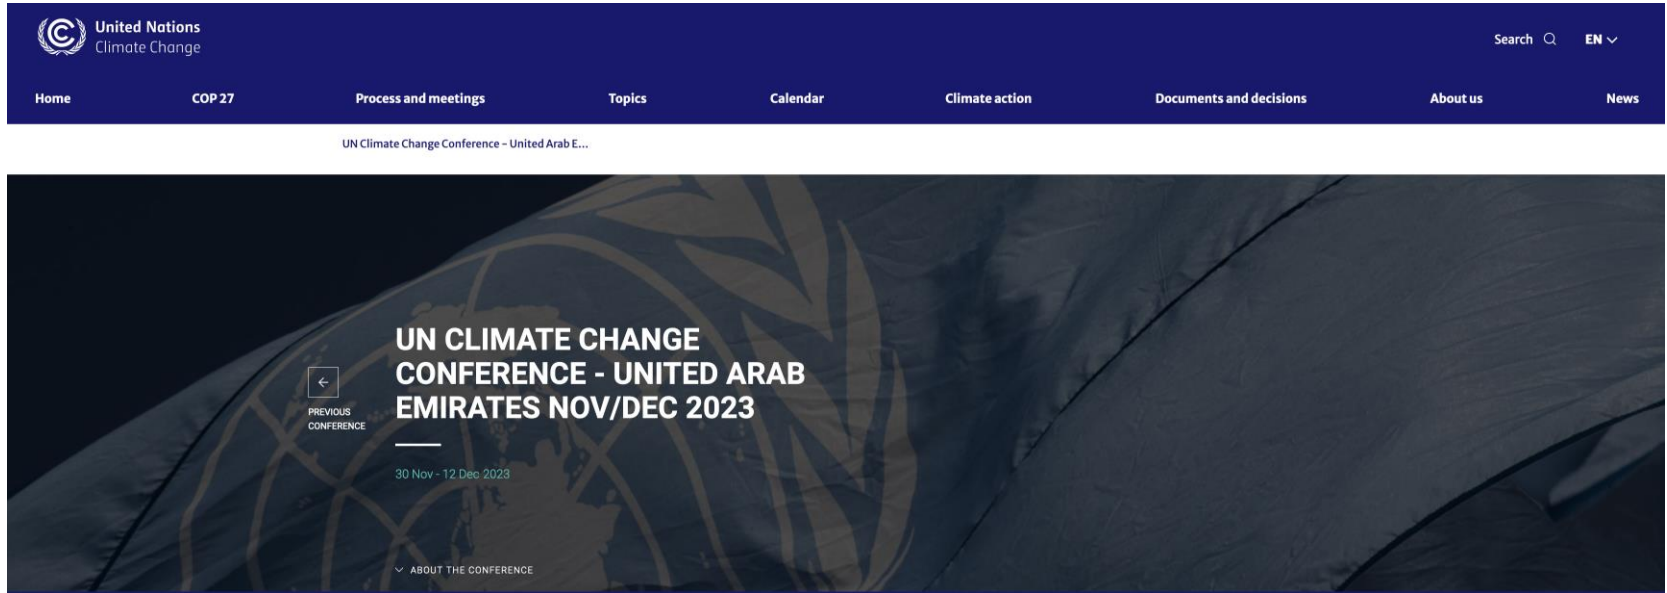 United Nations
Climate Change
Search
EN
Home COP 27 Process and meetings Topics Calendar Climate action Documents and decisions About us News
UN Climate Change Conference – United Arab E...
UN CLIMATE CHANGE
CONFERENCE - UNITED ARAB
EMIRATES NOV/DEC 2023
PREVIOUS
CONFERENCE
30 Nov - 12 Dec 2023
ABOUT THE CONFERENCE